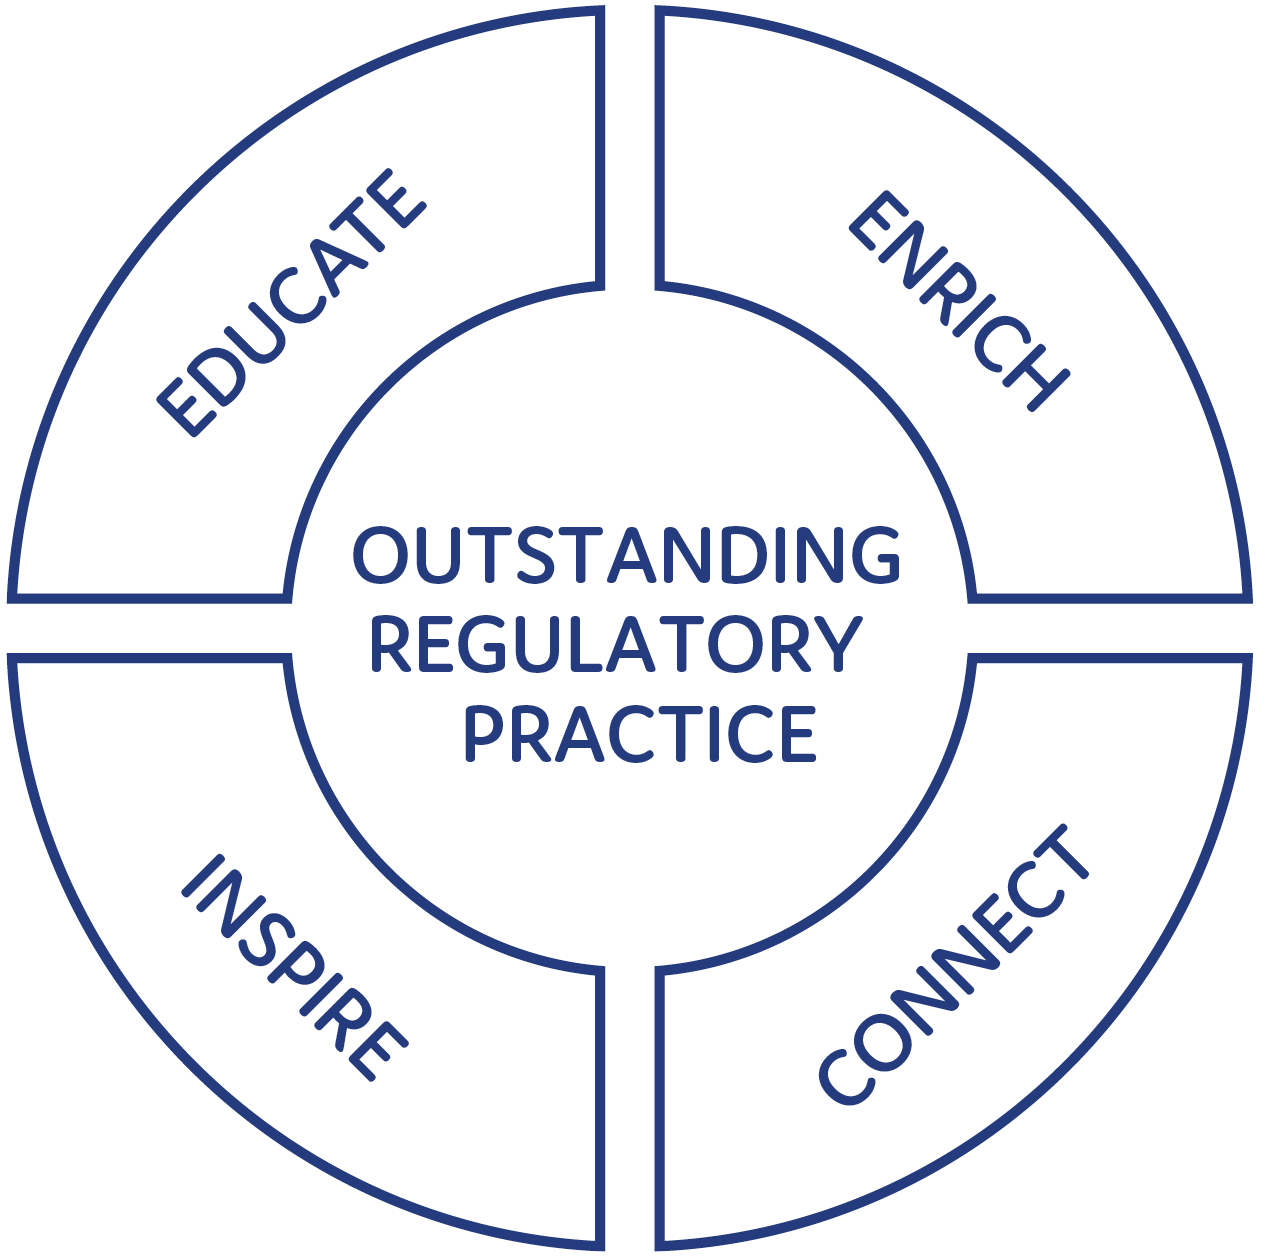 EDUCATE
ENRICH
OUTSTANDING
REGULATORY
PRACTICE
INSPIRE
CONNECT